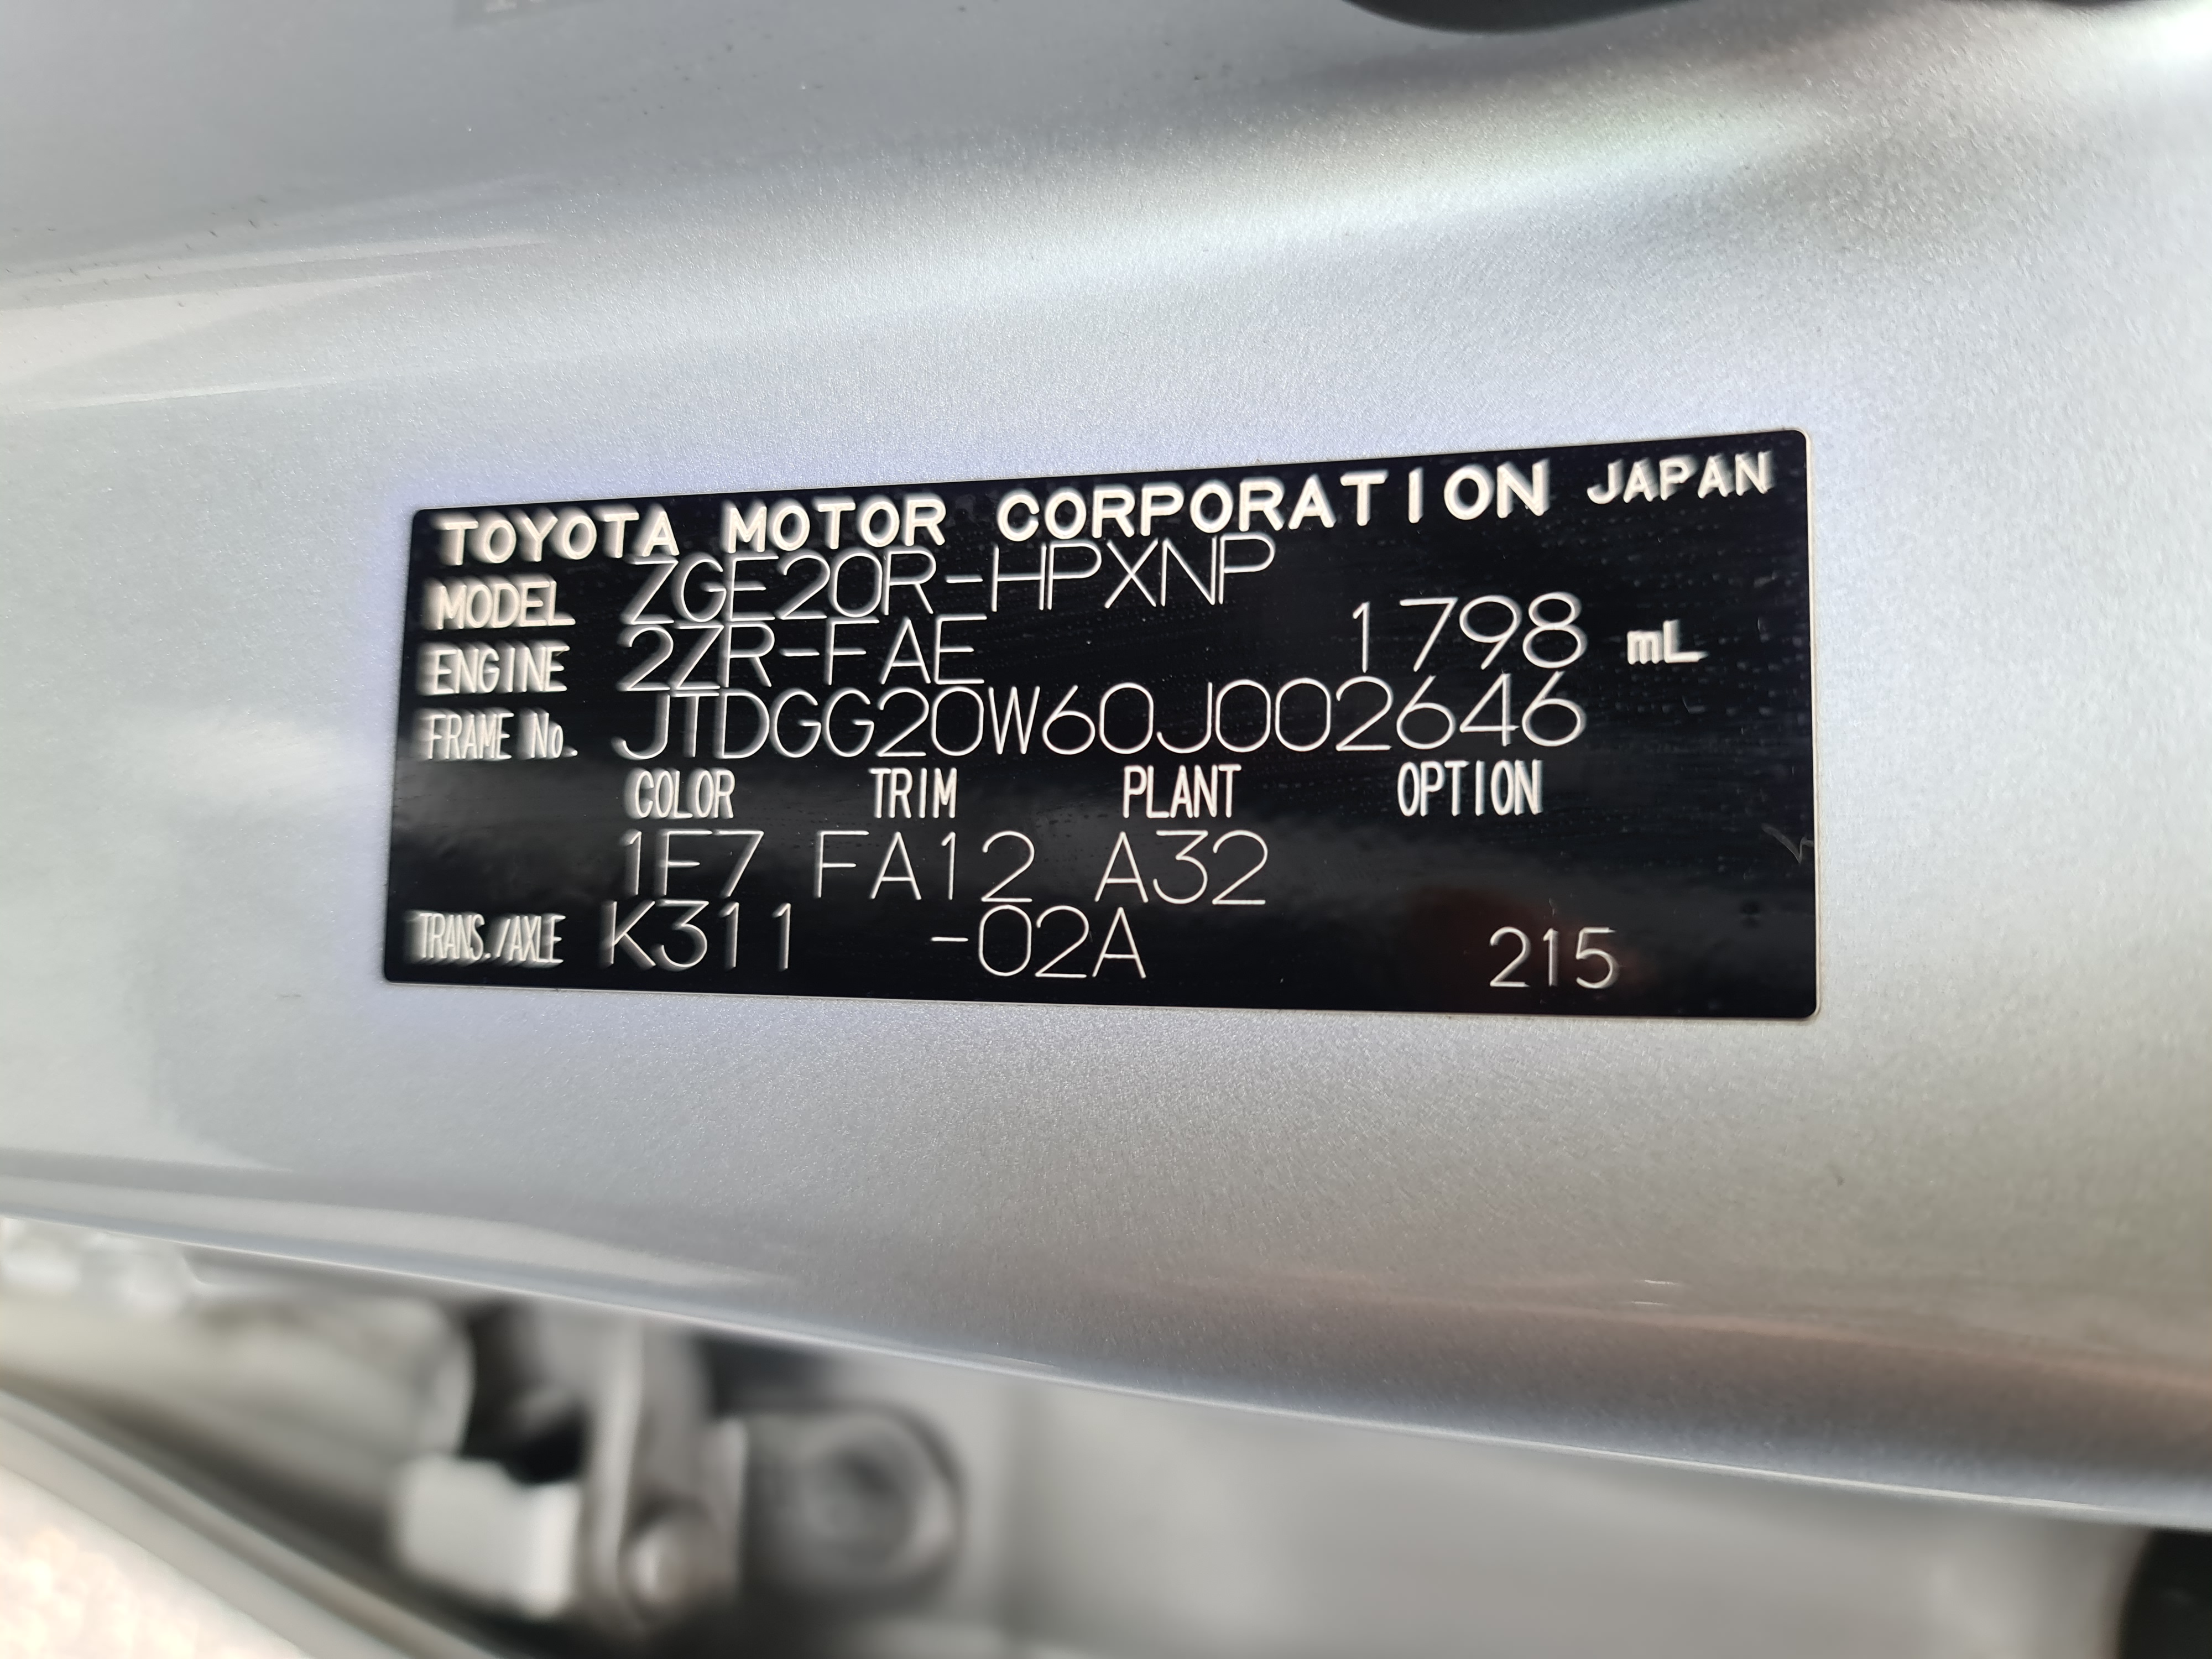 TOYOTA MOTOR CORPORATION JAPAN
MODEL ZGE20R-HPXNP
ENGINE 2ZR-FAE 1798 mL
FRAME No. JTDGG20W60J002646
COLOR TRIM PLANT OPTION
1F7 FA12 A32
TRANS./AXLE K311 -02A 215